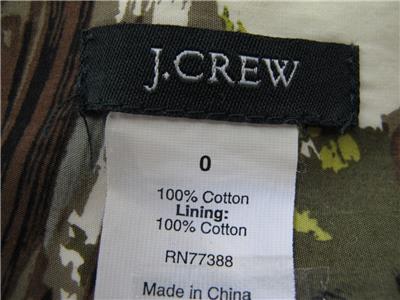 J.CREW
0
100% Cotton
Lining:
100% Cotton
RN77388
Made in China